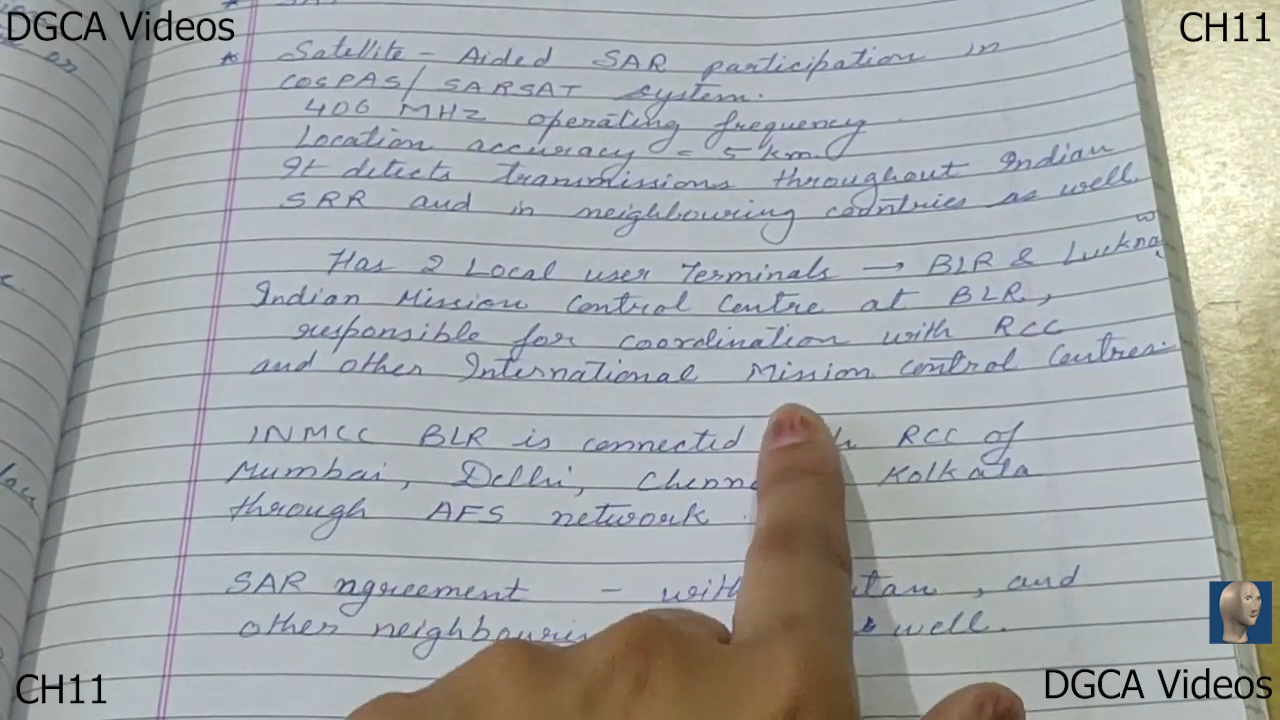 DGCA Videos
CH11
Satellite - Aided SAR participation in
COSPAS/ SARSAT system.
406 MHZ operating frequency
Location accuracy = 5 km
It detects transmissions throughout Indian
SRR and in neighbouring countries as well
Has 2 Local user Terminals → BLR & Lucknow
Indian Mission Control Centre at BLR,
responsible for coordination with RCC
and other International Mission control Centres.
INMCC BLR is connected RCC of
Mumbai, Delhi, Kolkata
through AFS network.
SAR agreement - with , and
other well.
CH11
DGCA Videos